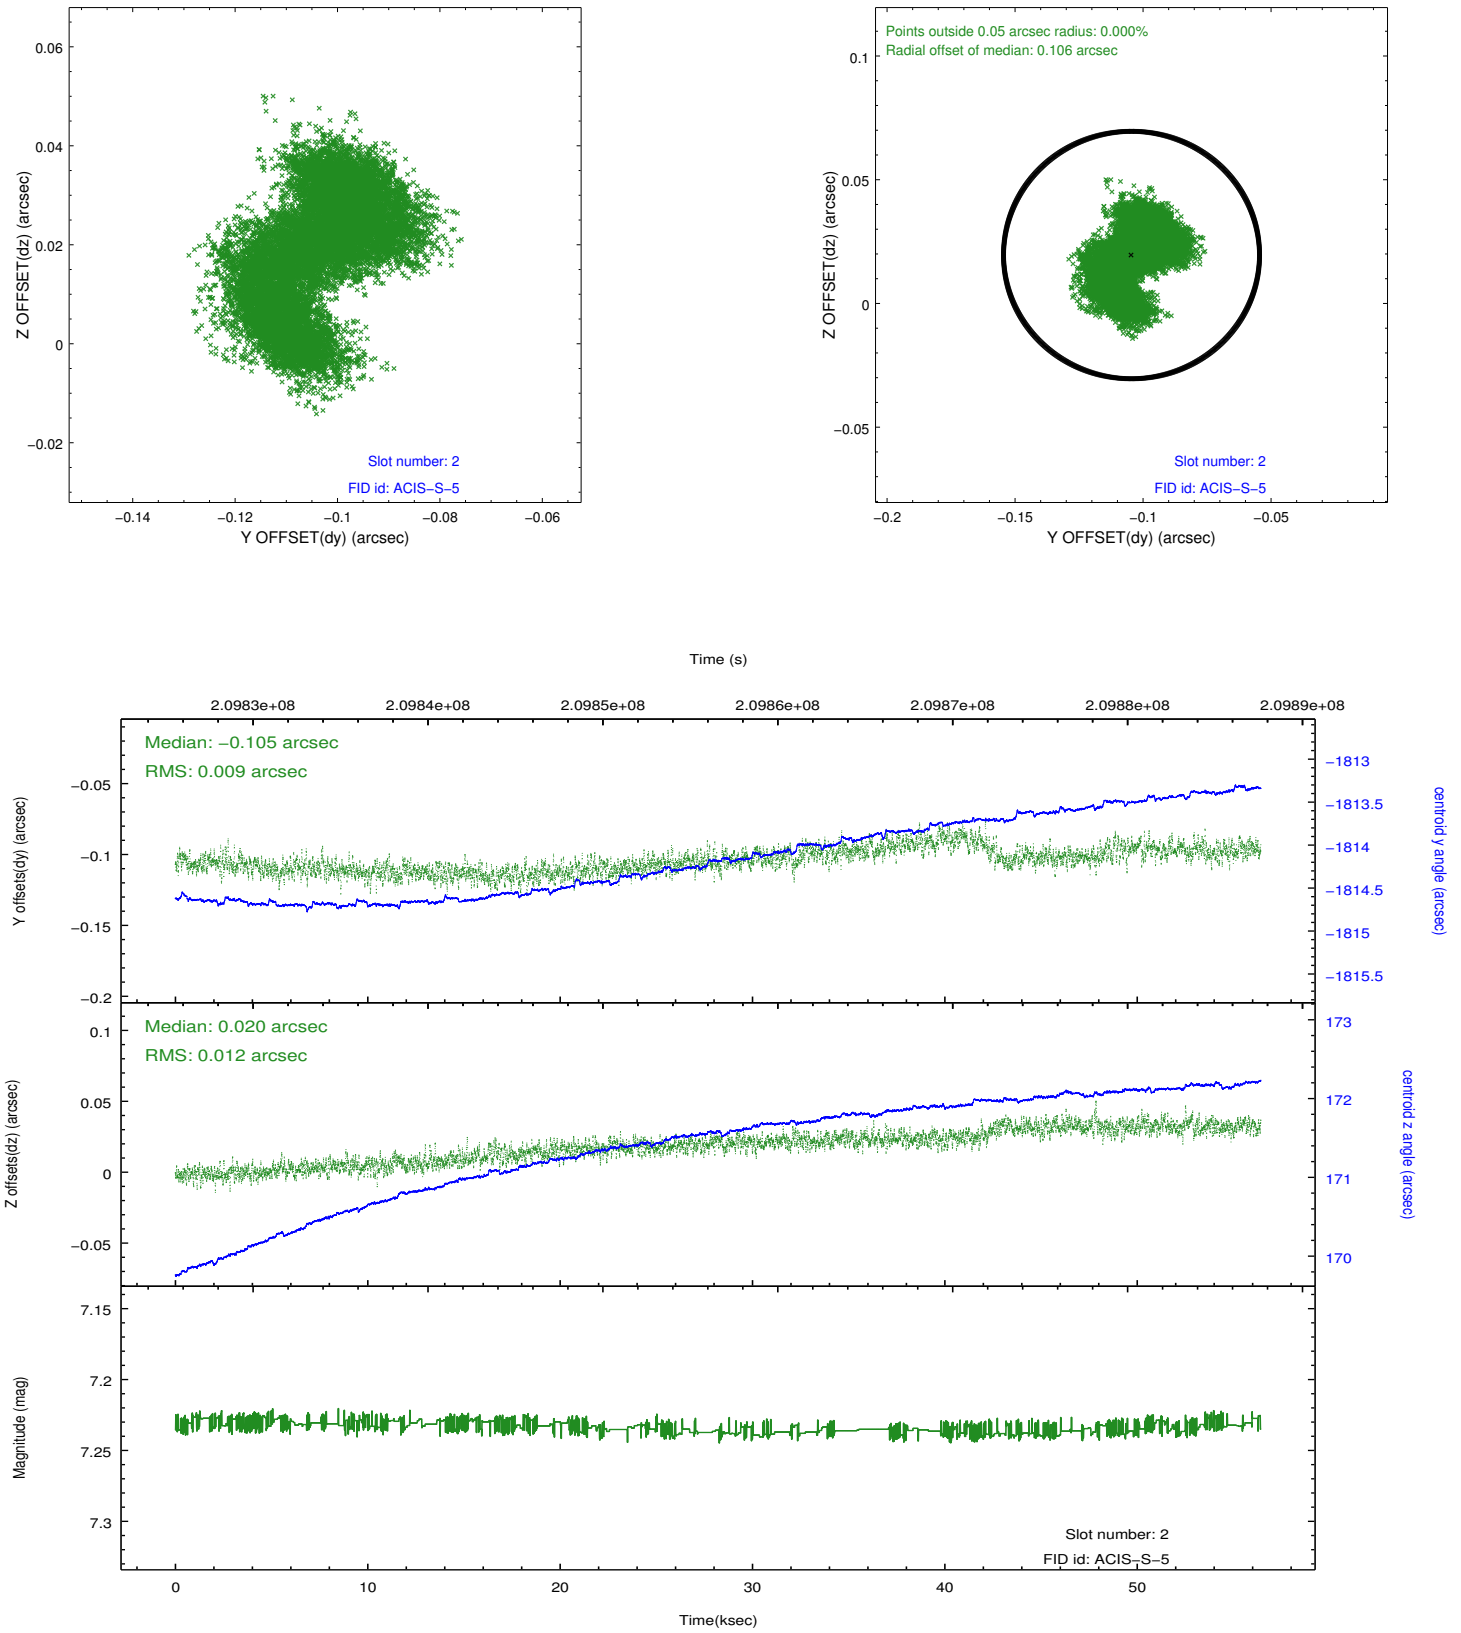 0.06
0.04
0.02
0
−0.02
Z OFFSET(dz) (arcsec)
Slot number: 2
FID id: ACIS−S−5
−0.14
−0.12
−0.1
−0.08
−0.06
Y OFFSET(dy) (arcsec)
Points outside 0.05 arcsec radius: 0.000%
Radial offset of median: 0.106 arcsec
0.1
0.05
0
−0.05
Z OFFSET(dz) (arcsec)
Slot number: 2
FID id: ACIS−S−5
−0.2
−0.15
−0.1
−0.05
Y OFFSET(dy) (arcsec)
Time (s)
2.0983e+08
2.0984e+08
2.0985e+08
2.0986e+08
2.0987e+08
2.0988e+08
2.0989e+08
Median: −0.105 arcsec
RMS: 0.009 arcsec
−0.05
−0.1
−0.15
−0.2
Y offsets(dy) (arcsec)
−1813
−1813.5
−1814
−1814.5
−1815
−1815.5
centroid y angle (arcsec)
Median: 0.020 arcsec
RMS: 0.012 arcsec
0.1
0.05
0
−0.05
Z offsets(dz) (arcsec)
173
172
171
170
centroid z angle (arcsec)
7.15
7.2
7.25
7.3
Magnitude (mag)
Slot number: 2
FID id: ACIS−S−5
0
10
20
30
40
50
Time(ksec)